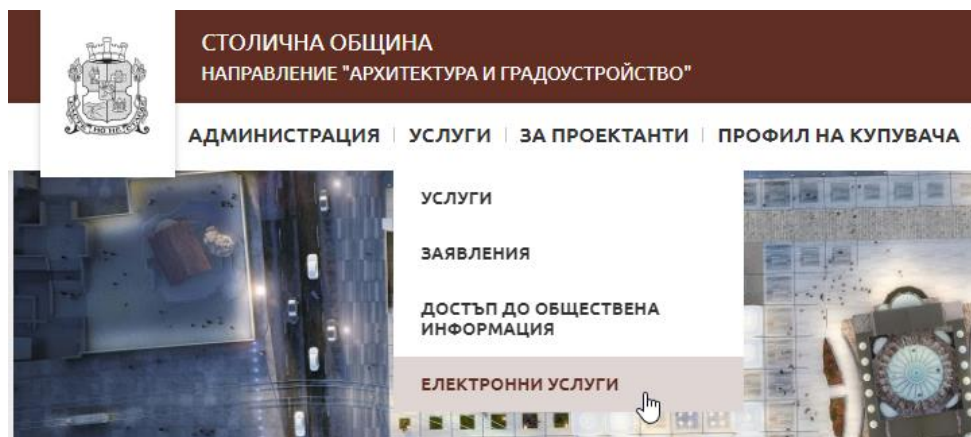 СТОЛИЧНА ОБЩИНА
НАПРАВЛЕНИЕ "АРХИТЕКТУРА И ГРАДОУСТРОЙСТВО"
АДМИНИСТРАЦИЯ УСЛУГИ ЗА ПРОЕКТАНТИ ПРОФИЛ НА КУПУВАЧА
УСЛУГИ
ЗАЯВЛЕНИЯ
ДОСТЪП ДО ОБЩЕСТВЕНА
ИНФОРМАЦИЯ
ЕЛЕКТРОННИ УСЛУГИ